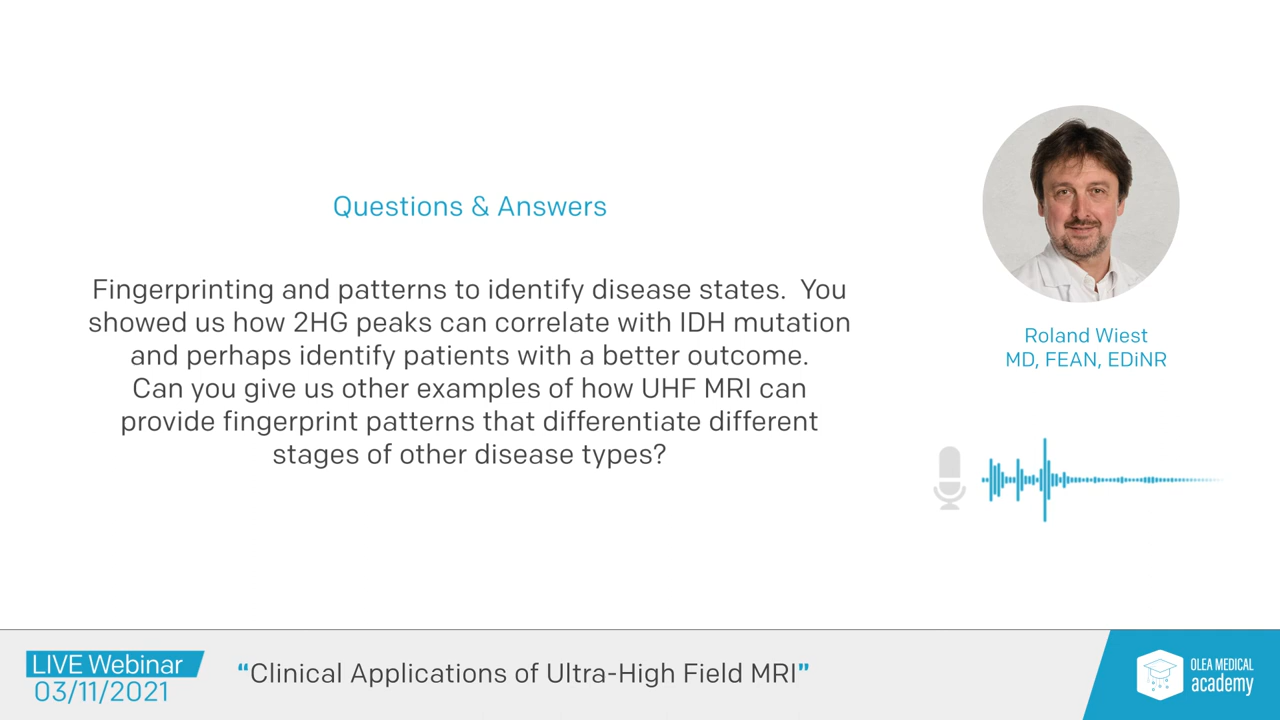 Questions & Answers
Fingerprinting and patterns to identify disease states. You
showed us how 2HG peaks can correlate with IDH mutation
and perhaps identify patients with a better outcome.
Can you give us other examples of how UHF MRI can
provide fingerprint patterns that differentiate different
stages of other disease types?
Roland Wiest
MD, FEAN, EDiNR
LIVE Webinar
03/11/2021
“Clinical Applications of Ultra-High Field MRI”
OLEA MEDICAL
academy